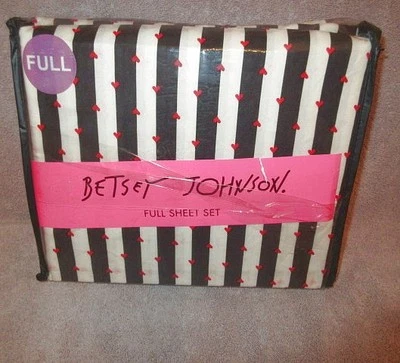 FULL
BETSEY JOHNSON.
FULL SHEET SET